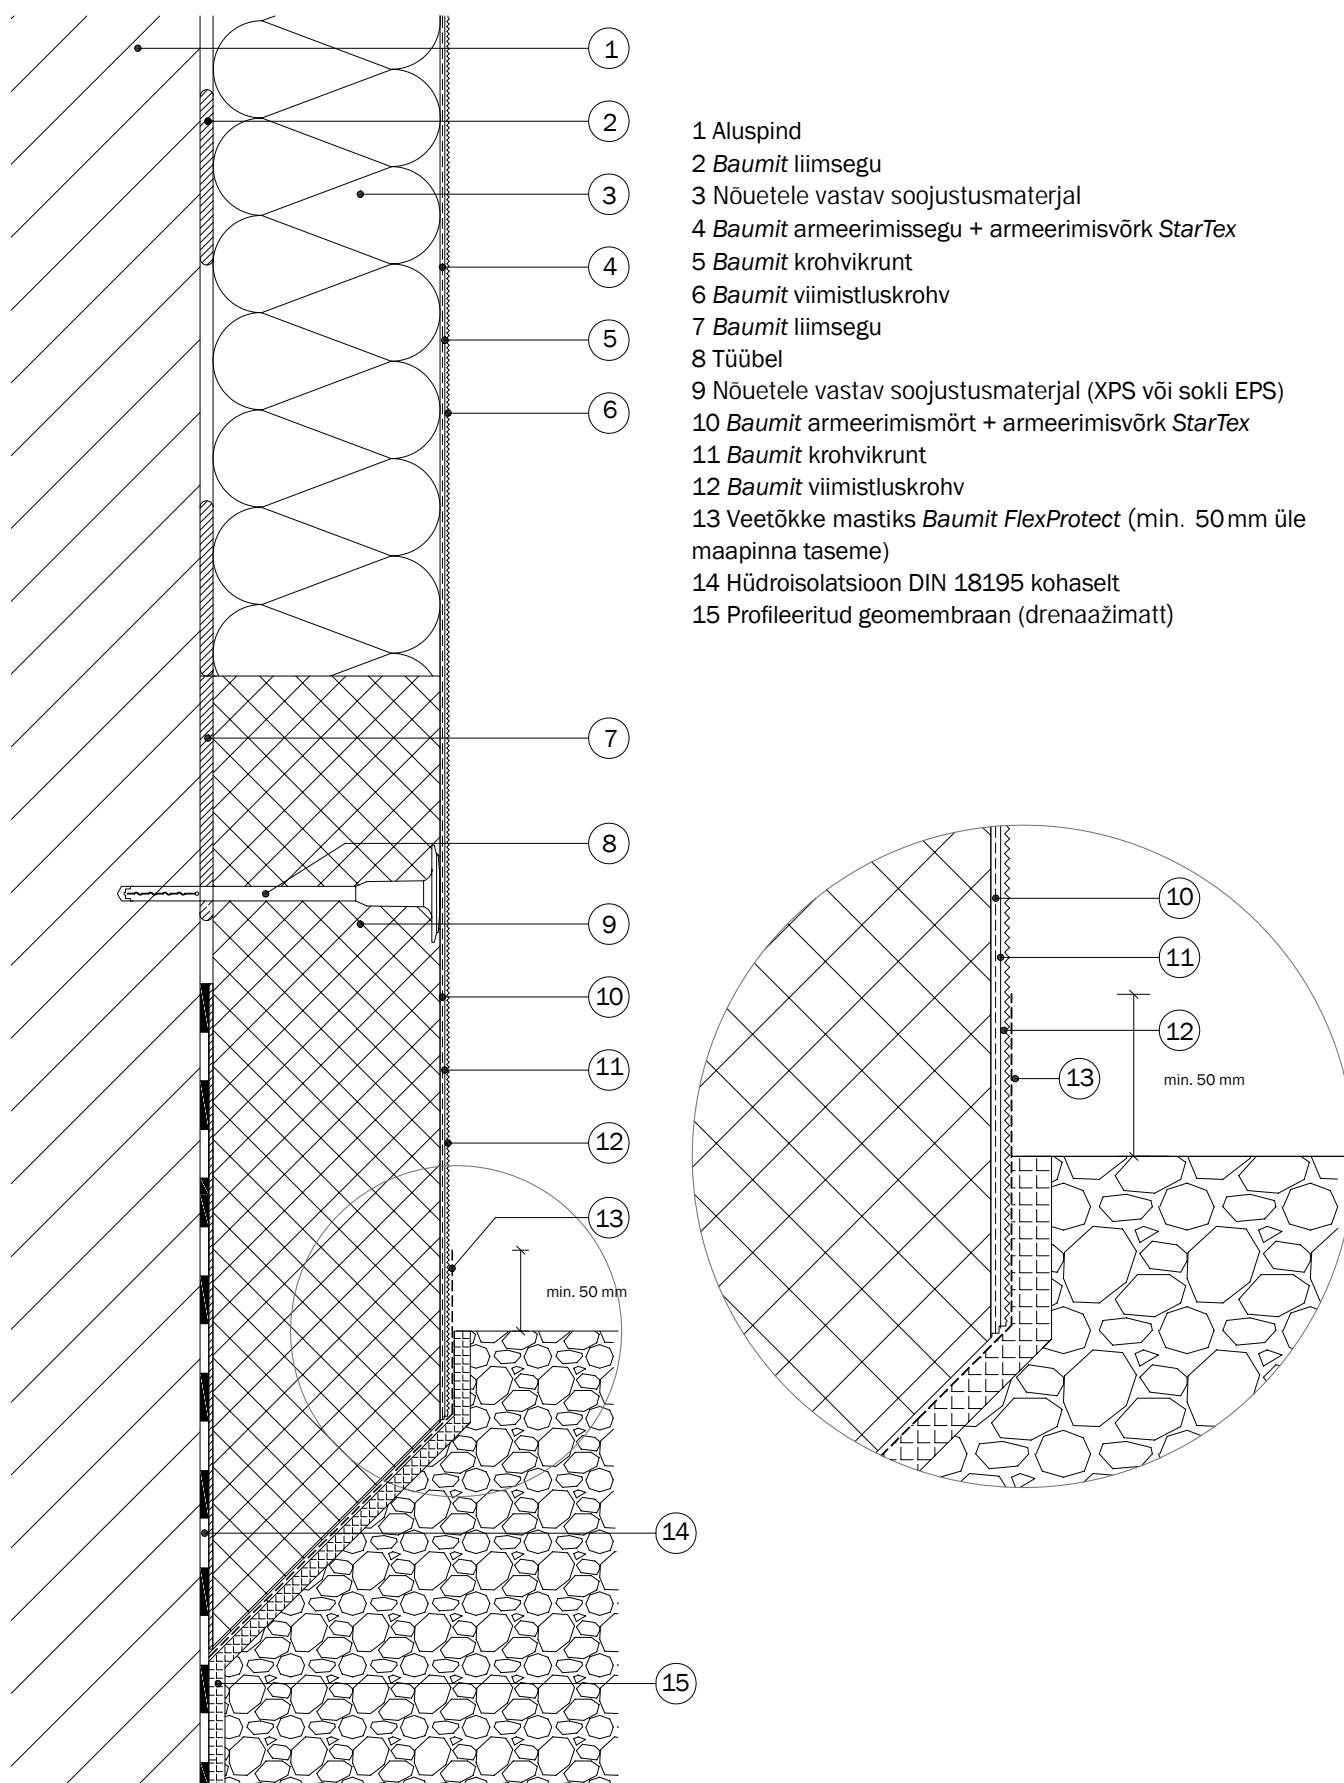 1
2
3
4
5
6
7
8
9
10
11
12
13
min. 50 mm
14
15
1 Aluspind
2 Baumit liimsegu
3 Nõuetele vastav soojustusmaterjal
4 Baumit armeerimissegu + armeerimisvõrk StarTex
5 Baumit krohvikrunt
6 Baumit viimistluskrohv
7 Baumit liimsegu
8 Tüübel
9 Nõuetele vastav soojustusmaterjal (XPS või sokli EPS)
10 Baumit armeerimismört + armeerimisvõrk StarTex
11 Baumit krohvikrunt
12 Baumit viimistluskrohv
13 Veetõkke mastiks Baumit FlexProtect (min. 50 mm üle
maapinna taseme)
14 Hüdroisolatsioon DIN 18195 kohaselt
15 Profileeritud geomembraan (drenaažimatt)
10
11
12
13
min. 50 mm